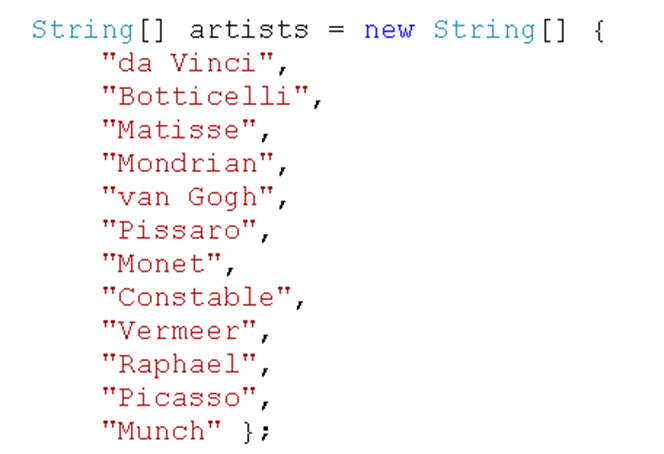 String[] artists = new String[] {
"da Vinci",
"Botticelli",
"Matisse",
"Mondrian",
"van Gogh",
"Pissaro",
"Monet",
"Constable",
"Vermeer",
"Raphael",
"Picasso",
"Munch" };